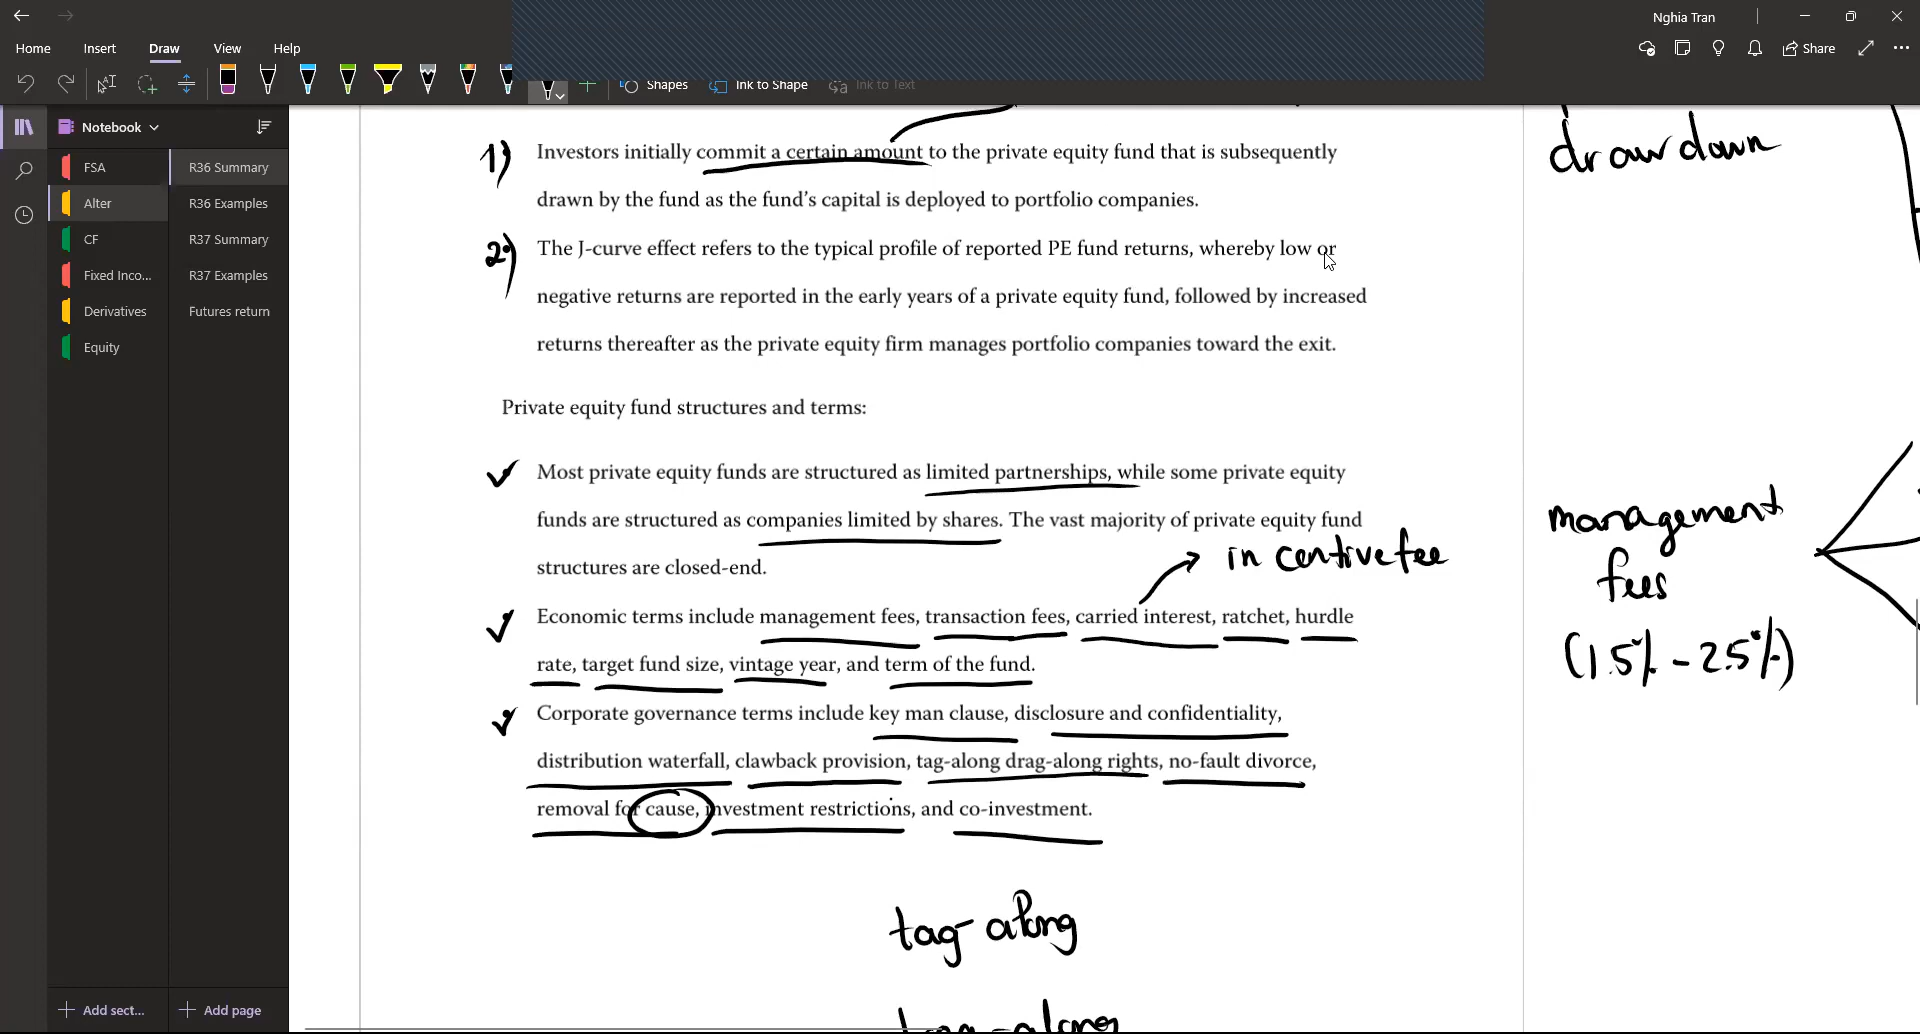 Nghia Tran
Home Insert Draw View Help
Share
Shapes Ink to Shape Ink to Text
Notebook
FSA
Alter
CF
Fixed Inco...
Derivatives
Equity
R36 Summary
R36 Examples
R37 Summary
R37 Examples
Futures return
1) Investors initially commit a certain amount to the private equity fund that is subsequently
drawn by the fund as the fund's capital is deployed to portfolio companies.
drawdown
2) The J-curve effect refers to the typical profile of reported PE fund returns, whereby low or
negative returns are reported in the early years of a private equity fund, followed by increased
returns thereafter as the private equity firm manages portfolio companies toward the exit.
Private equity fund structures and terms:
Most private equity funds are structured as limited partnerships, while some private equity
funds are structured as companies limited by shares. The vast majority of private equity fund
structures are closed-end.
incentive fee
management
fees
(1.5% - 2.5%)
Economic terms include management fees, transaction fees, carried interest, ratchet, hurdle
rate, target fund size, vintage year, and term of the fund.
Corporate governance terms include key man clause, disclosure and confidentiality,
distribution waterfall, clawback provision, tag-along drag-along rights, no-fault divorce,
removal for cause, investment restrictions, and co-investment.
tag-along
Add sect... Add page